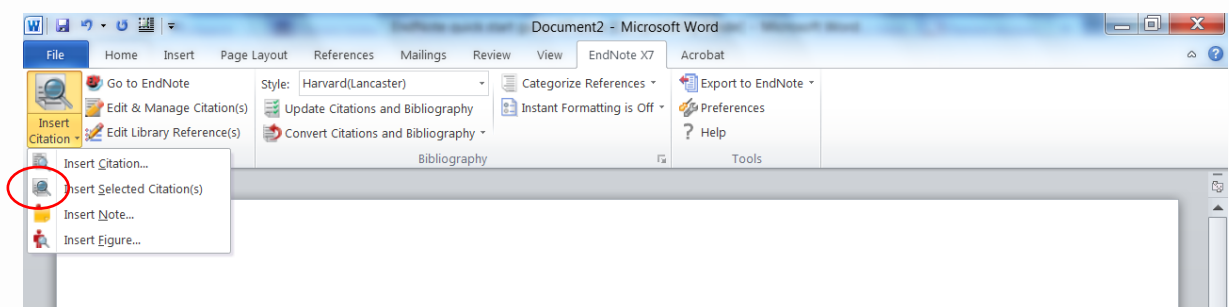 Document2 - Microsoft Word
File Home Insert Page Layout References Mailings Review View EndNote X7 Acrobat
Insert Citation
Go to EndNote
Edit & Manage Citation(s)
Edit Library Reference(s)
Style: Harvard(Lancaster)
Update Citations and Bibliography
Convert Citations and Bibliography
Categorize References
Instant Formatting is Off
Bibliography
Export to EndNote
Preferences
Help
Tools
Insert Citation...
Insert Selected Citation(s)
Insert Note...
Insert Figure...